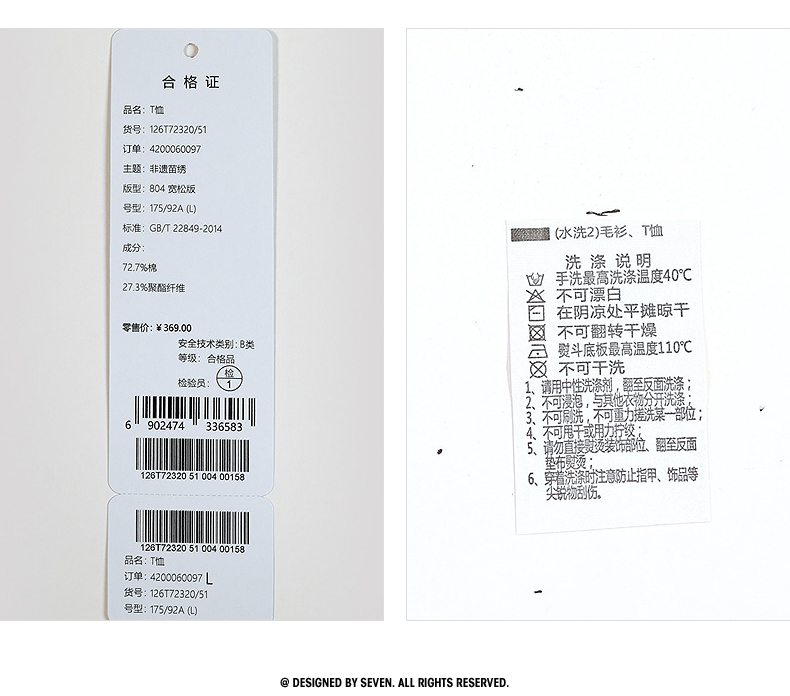 合格证
品名：T恤
货号：126T72320/51
订单：4200060097
主题：非遗苗绣
版型：804 宽松版
号型：175/92A (L)
标准：GB/T 22849-2014
成分：
72.7%棉
27.3%聚酯纤维
零售价：¥369.00
安全技术类别：B类
等级：合格品
检验员：检1
6 902474 336583
126T72320 51 004 00158
126T72320 51 004 00158
品名：T恤
订单：4200060097 L
货号：126T72320/51
号型：175/92A (L)
(水洗2)毛衫、T恤
洗涤说明
手洗最高洗涤温度40℃
不可漂白
在阴凉处平摊晾干
不可翻转干燥
熨斗底板最高温度110℃
不可干洗
1、请用中性洗涤剂，翻至反面洗涤；
2、不可浸泡，与其他衣物分开洗涤；
3、不可刷洗，不可重力搓洗某一部位；
4、不可甩干或用力拧绞；
5、请勿直接熨烫装饰部位、翻至反面
垫布熨烫；
6、穿着洗涤时注意防止指甲、饰品等
尖锐物刮伤。
@ DESIGNED BY SEVEN. ALL RIGHTS RESERVED.